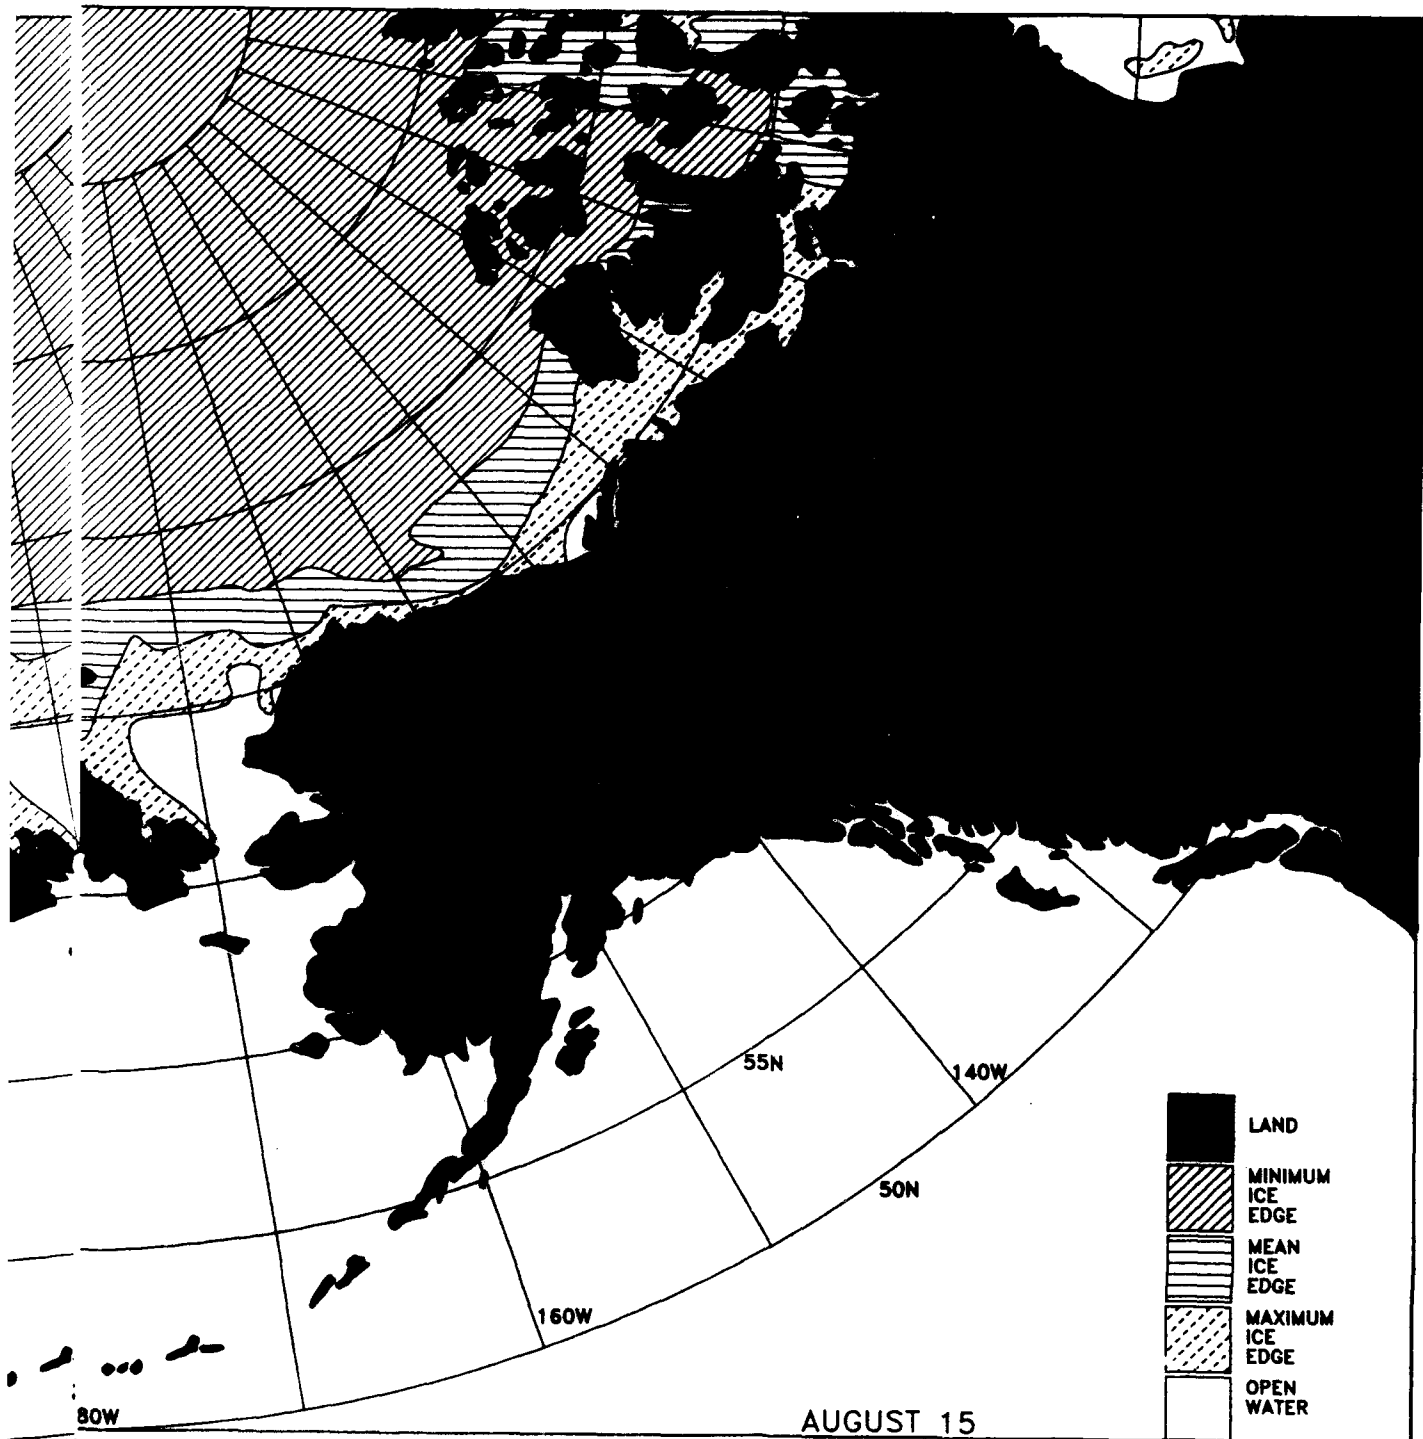 55N
140W
50N
160W
80W
AUGUST 15
LAND
MINIMUM
ICE
EDGE
MEAN
ICE
EDGE
MAXIMUM
ICE
EDGE
OPEN
WATER